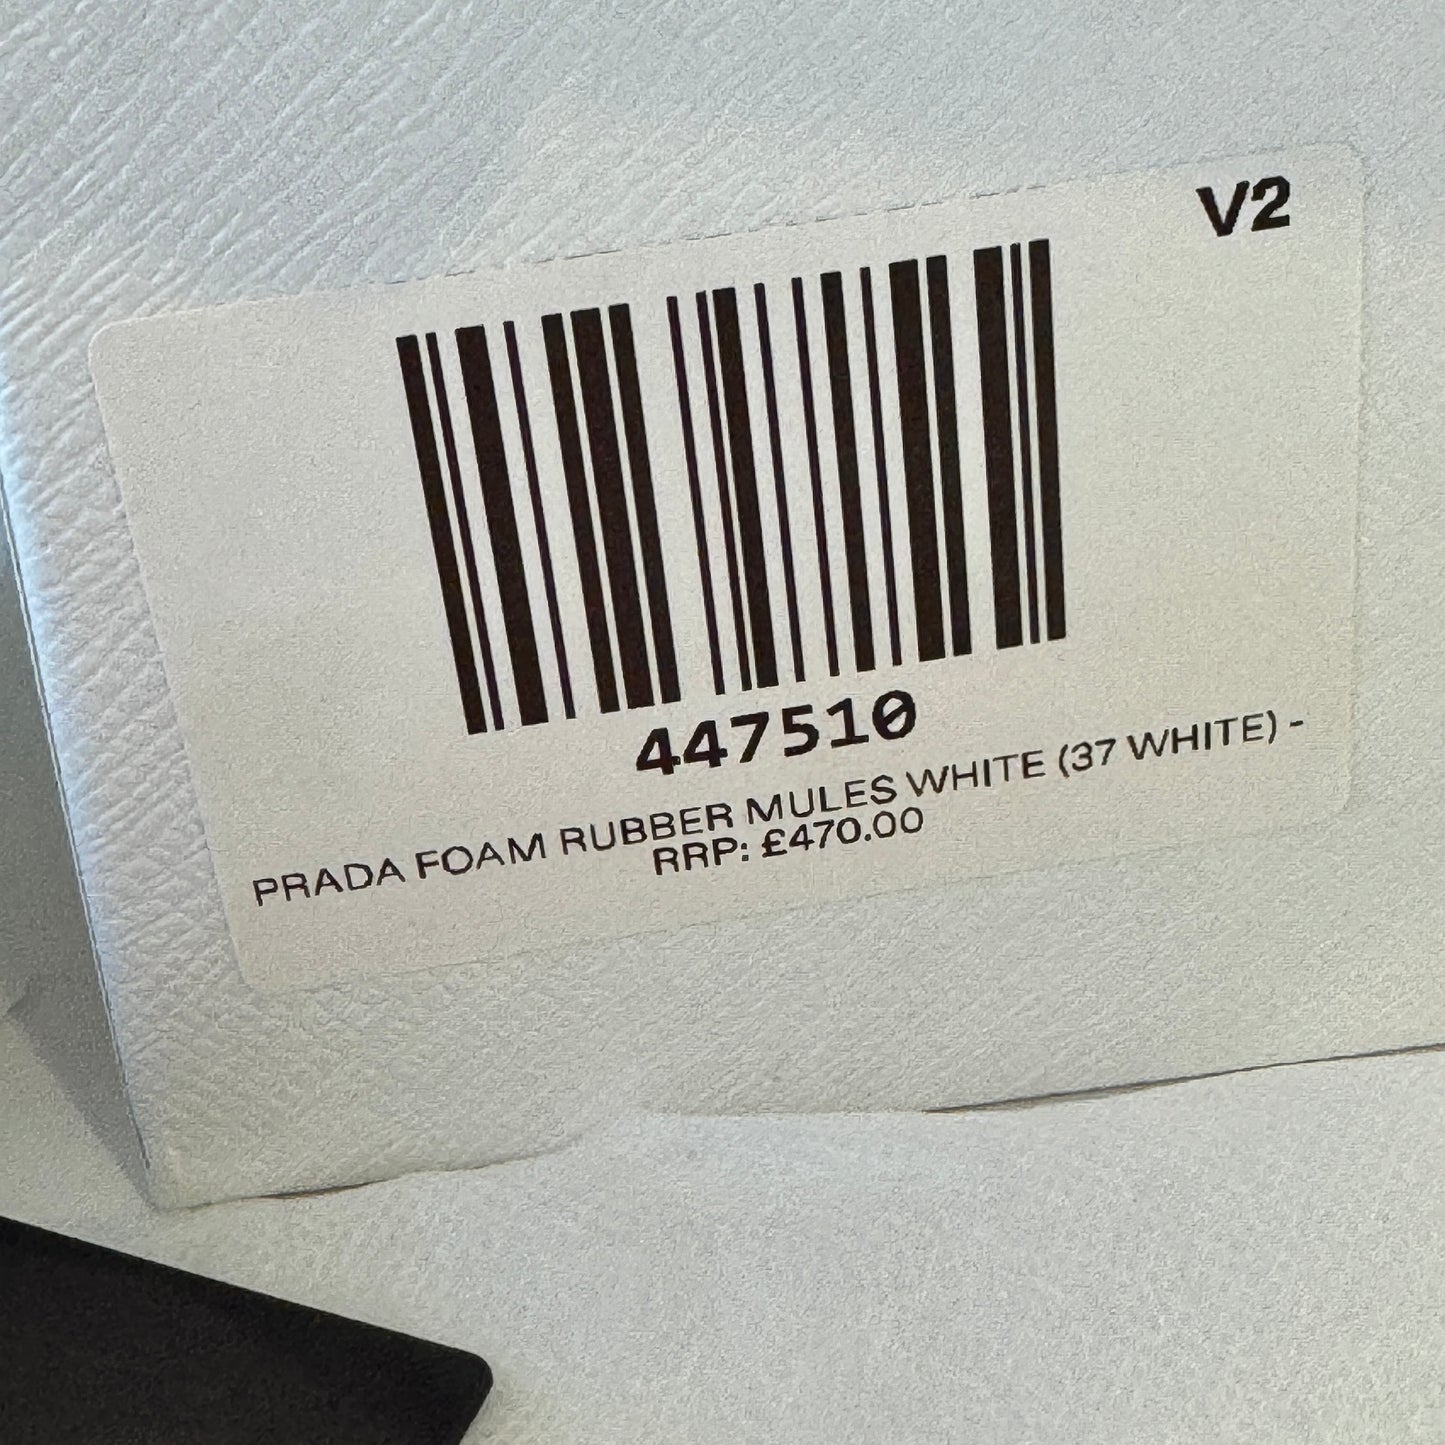 V2
447510
PRADA FOAM RUBBER MULES WHITE (37 WHITE) -
RRP: £470.00